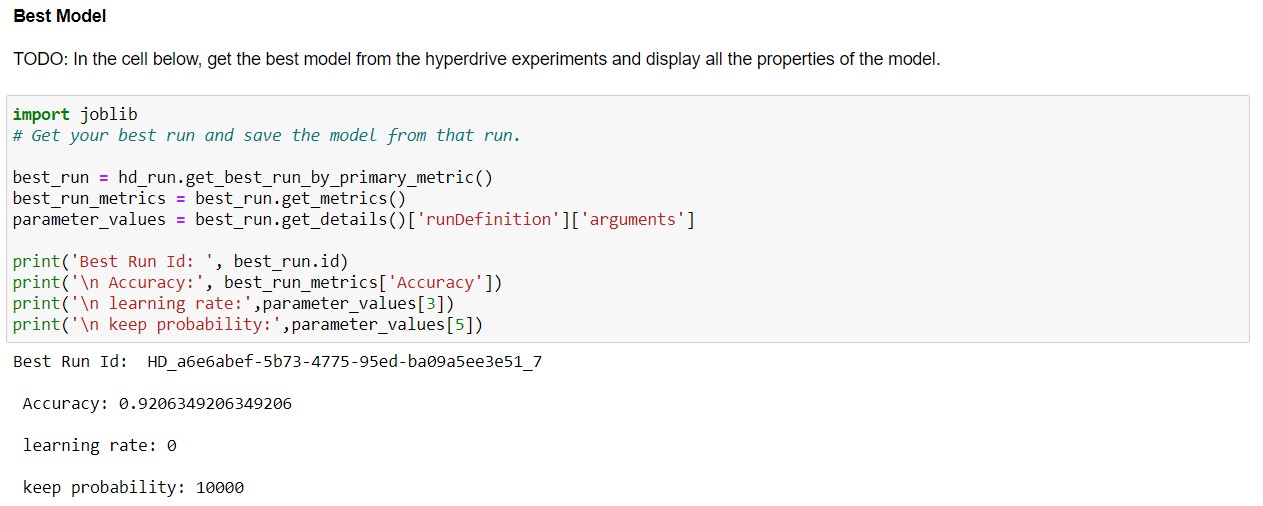 Best Model
TODO: In the cell below, get the best model from the hyperdrive experiments and display all the properties of the model.
import joblib
# Get your best run and save the model from that run.
best_run = hd_run.get_best_run_by_primary_metric()
best_run_metrics = best_run.get_metrics()
parameter_values = best_run.get_details()['runDefinition']['arguments']
print('Best Run Id: ', best_run.id)
print('\n Accuracy:', best_run_metrics['Accuracy'])
print('\n learning rate:',parameter_values[3])
print('\n keep probability:',parameter_values[5])
Best Run Id:  HD_a6e6abef-5b73-4775-95ed-ba09a5ee3e51_7
Accuracy: 0.9206349206349206
learning rate: 0
keep probability: 10000